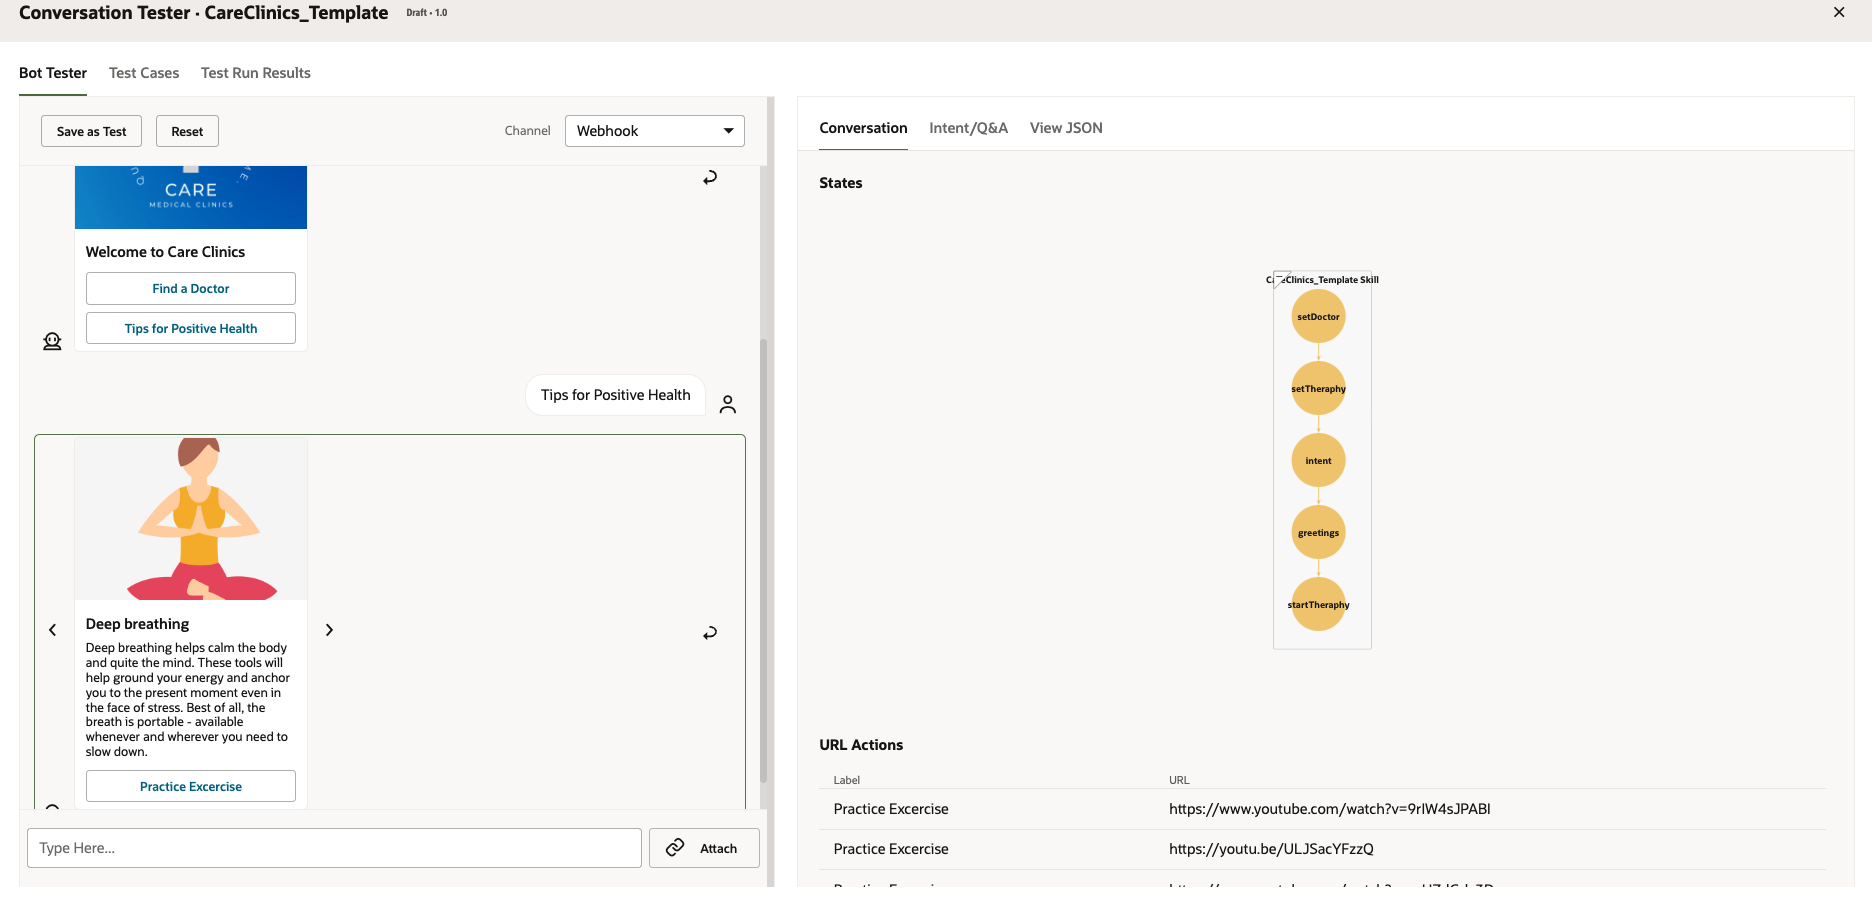 Conversation Tester · CareClinics_Template Draft • 1.0
Bot Tester Test Cases Test Run Results
Save as Test Reset Channel Webhook
CARE
MEDICAL CLINICS
Welcome to Care Clinics
Find a Doctor
Tips for Positive Health
Tips for Positive Health
Deep breathing
Deep breathing helps calm the body
and quite the mind. These tools will
help ground your energy and anchor
you to the present moment even in
the face of stress. Best of all, the
breath is portable - available
whenever and wherever you need to
slow down.
Practice Excercise
Type Here...
Attach
Conversation Intent/Q&A View JSON
States
CareClinics_Template Skill
setDoctor
setTheraphy
intent
greetings
startTheraphy
URL Actions
Label URL
Practice Excercise https://www.youtube.com/watch?v=9rIW4sJPABI
Practice Excercise https://youtu.be/ULJSacYFzzQ